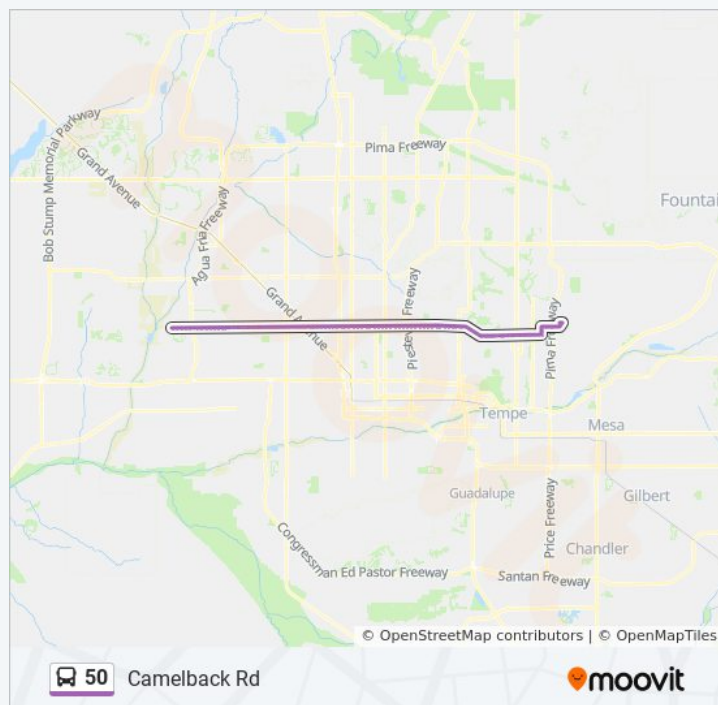 Bob Stump Memorial Parkway
Grand Avenue
Pima Freeway
Agua Fria Freeway
Fountai
Grand Avenue
Piestewa Freeway
Pima Freeway
Tempe
Mesa
Guadalupe
Gilbert
Price Freeway
Chandler
Congressman Ed Pastor Freeway
Santan Freeway
© OpenStreetMap contributors | © OpenMapTiles
50 Camelback Rd
moovit